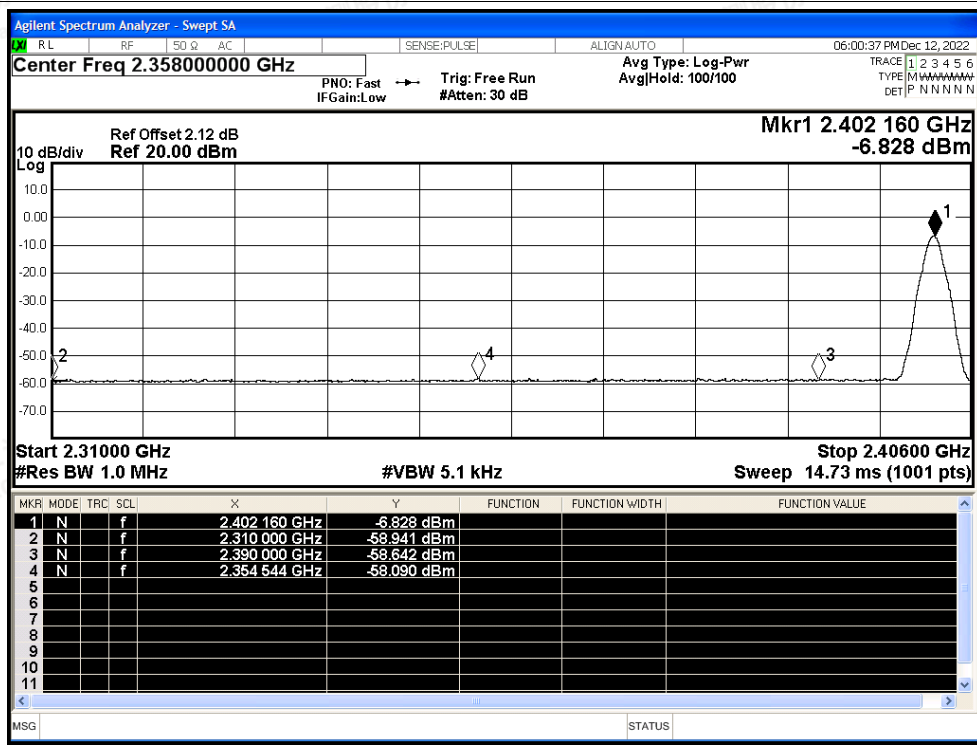 Agilent Spectrum Analyzer - Swept SA
LXI RL RF 50 Ω AC SENSE:PULSE ALIGN AUTO 06:00:37 PM Dec 12, 2022
Center Freq 2.358000000 GHz
PNO: Fast
IFGain:Low
Trig: Free Run
#Atten: 30 dB
Avg Type: Log-Pwr
Avg|Hold: 100/100
TRACE 1 2 3 4 5 6
TYPE M
DET P N N N N N
Mkr1 2.402 160 GHz
-6.828 dBm
Ref Offset 2.12 dB
10 dB/div Ref 20.00 dBm
Log
10.0
0.00
-10.0
-20.0
-30.0
-40.0
-50.0
-60.0
-70.0
1
2
4
3
Start 2.31000 GHz Stop 2.40600 GHz
#Res BW 1.0 MHz #VBW 5.1 kHz Sweep 14.73 ms (1001 pts)
MKR MODE TRC SCL X Y FUNCTION FUNCTION WIDTH FUNCTION VALUE
1 N f 2.402 160 GHz -6.828 dBm
2 N f 2.310 000 GHz -58.941 dBm
3 N f 2.390 000 GHz -58.642 dBm
4 N f 2.354 544 GHz -58.090 dBm
5
6
7
8
9
10
11
MSG STATUS